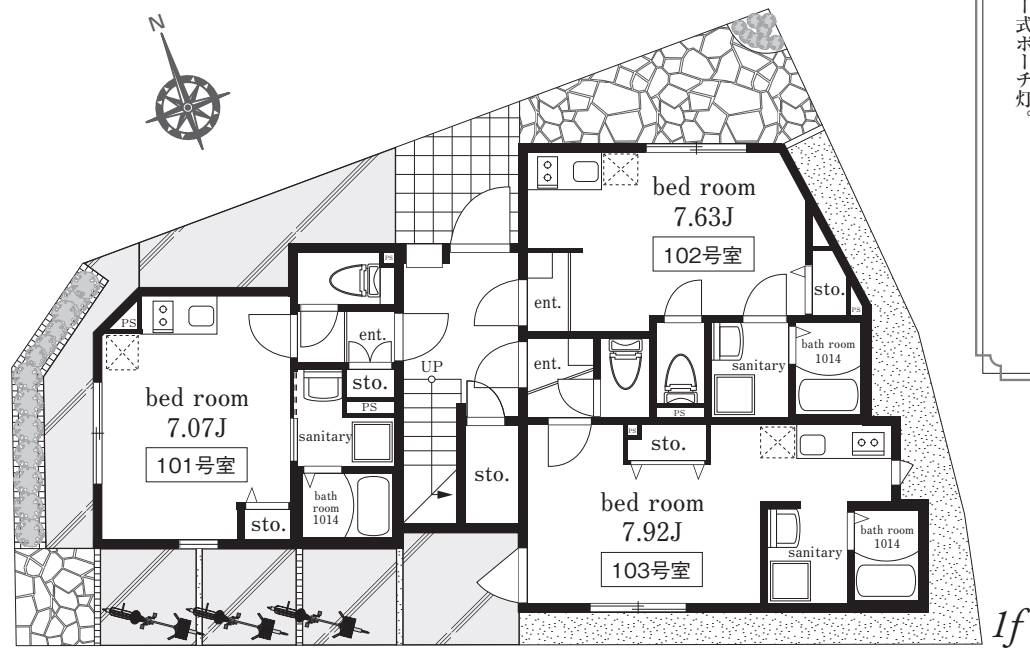 ー式ポーチ灯。
N
bed room
7.63J
102号室
PS
sto.
PS
ent.
bath room
1014
sanitary
PS
ent.
PS
ent.
sto.
PS
bed room
7.07J
101号室
sanitary
sto.
bath
room
1014
UP
sto.
PS
sto.
bed room
7.92J
103号室
sanitary
bath room
1014
1f